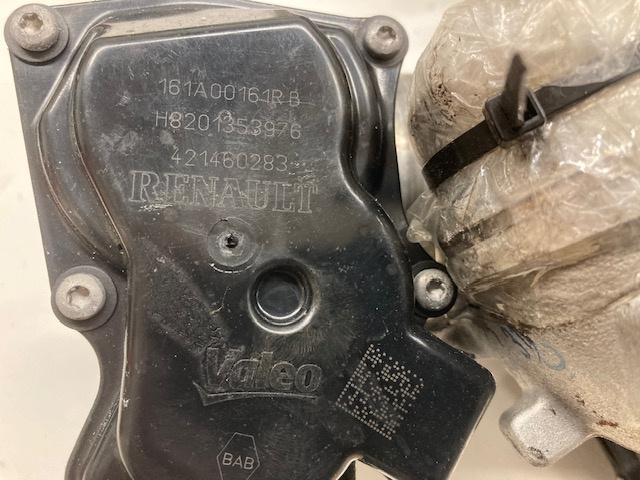 161A00161R B
H8201353976
421460283
RENAULT
Valeo
BAB